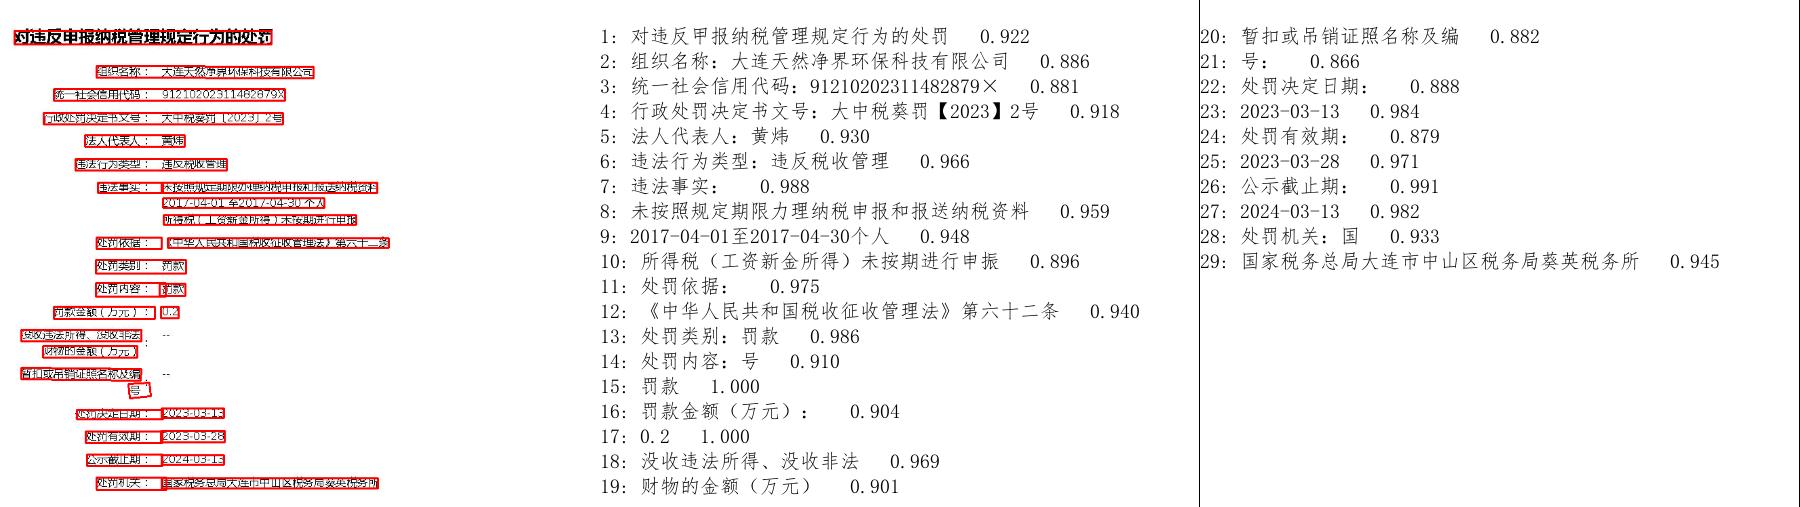 对违反申报纳税管理规定行为的处罚
组织名称： 大连天然净界环保科技有限公司
统一社会信用代码： 91210202311482879X
行政处罚决定书文号： 大中税葵罚〔2023〕2号
法人代表人： 黄炜
违法行为类型： 违反税收管理
违法事实： 未按照规定期限办理纳税申报和报送纳税资料
2017-04-01 至2017-04-30 个人
所得税（工资薪金所得）未按期进行申报
处罚依据： 《中华人民共和国税收征收管理法》第六十二条
处罚类别： 罚款
处罚内容： 罚款
罚款金额（万元）： 0.2
没收违法所得、没收非法 --
财物的金额（万元） ：
暂扣或吊销证照名称及编 --
号 ：
处罚决定日期： 2023-03-13
处罚有效期： 2023-03-28
公示截止期： 2024-03-13
处罚机关： 国家税务总局大连市中山区税务局葵英税务所
1: 对违反甲报纳税管理规定行为的处罚 0.922
2: 组织名称: 大连天然净界环保科技有限公司 0.886
3: 统一社会信用代码: 91210202311482879× 0.881
4: 行政处罚决定书文号: 大中税葵罚【2023】2号 0.918
5: 法人代表人: 黄炜 0.930
6: 违法行为类型: 违反税收管理 0.966
7: 违法事实: 0.988
8: 未按照规定期限力理纳税申报和报送纳税资料 0.959
9: 2017-04-01至2017-04-30个人 0.948
10: 所得税（工资新金所得）未按期进行申振 0.896
11: 处罚依据: 0.975
12: 《中华人民共和国税收征收管理法》第六十二条 0.940
13: 处罚类别: 罚款 0.986
14: 处罚内容: 号 0.910
15: 罚款 1.000
16: 罚款金额（万元）: 0.904
17: 0.2 1.000
18: 没收违法所得、没收非法 0.969
19: 财物的金额（万元） 0.901
20: 暂扣或吊销证照名称及编 0.882
21: 号: 0.866
22: 处罚决定日期: 0.888
23: 2023-03-13 0.984
24: 处罚有效期: 0.879
25: 2023-03-28 0.971
26: 公示截止期: 0.991
27: 2024-03-13 0.982
28: 处罚机关: 国 0.933
29: 国家税务总局大连市中山区税务局葵英税务所 0.945